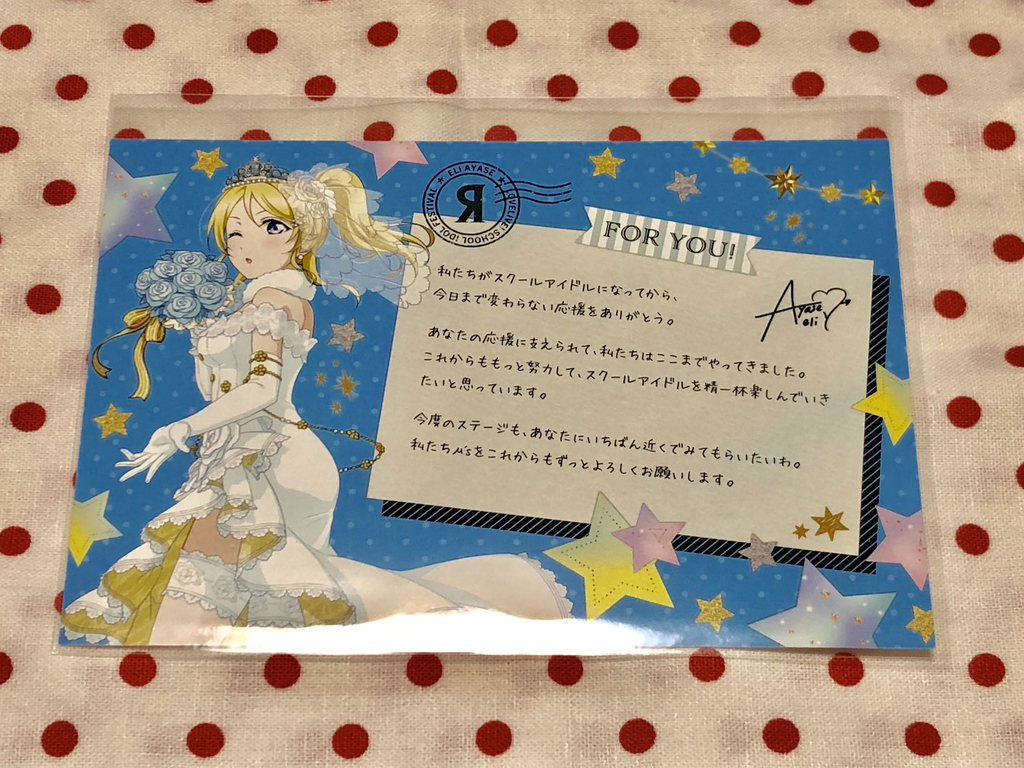 ELI AYASE
LOVELIVE! SCHOOL IDOL FESTIVAL
Я
FOR YOU!
Ayase
eli
私たちがスクールアイドルになってから、
今日まで変わらない応援をありがとう。
あなたの応援に支えられて、私たちはここまでやってきました。
これからももっと努力して、スクールアイドルを精一杯楽しんでいき
たいと思っています。
今度のステージも、あなたにいちばん近くでみてもらいたいわ。
私たちμ'sをこれからもずっとよろしくお願いします。